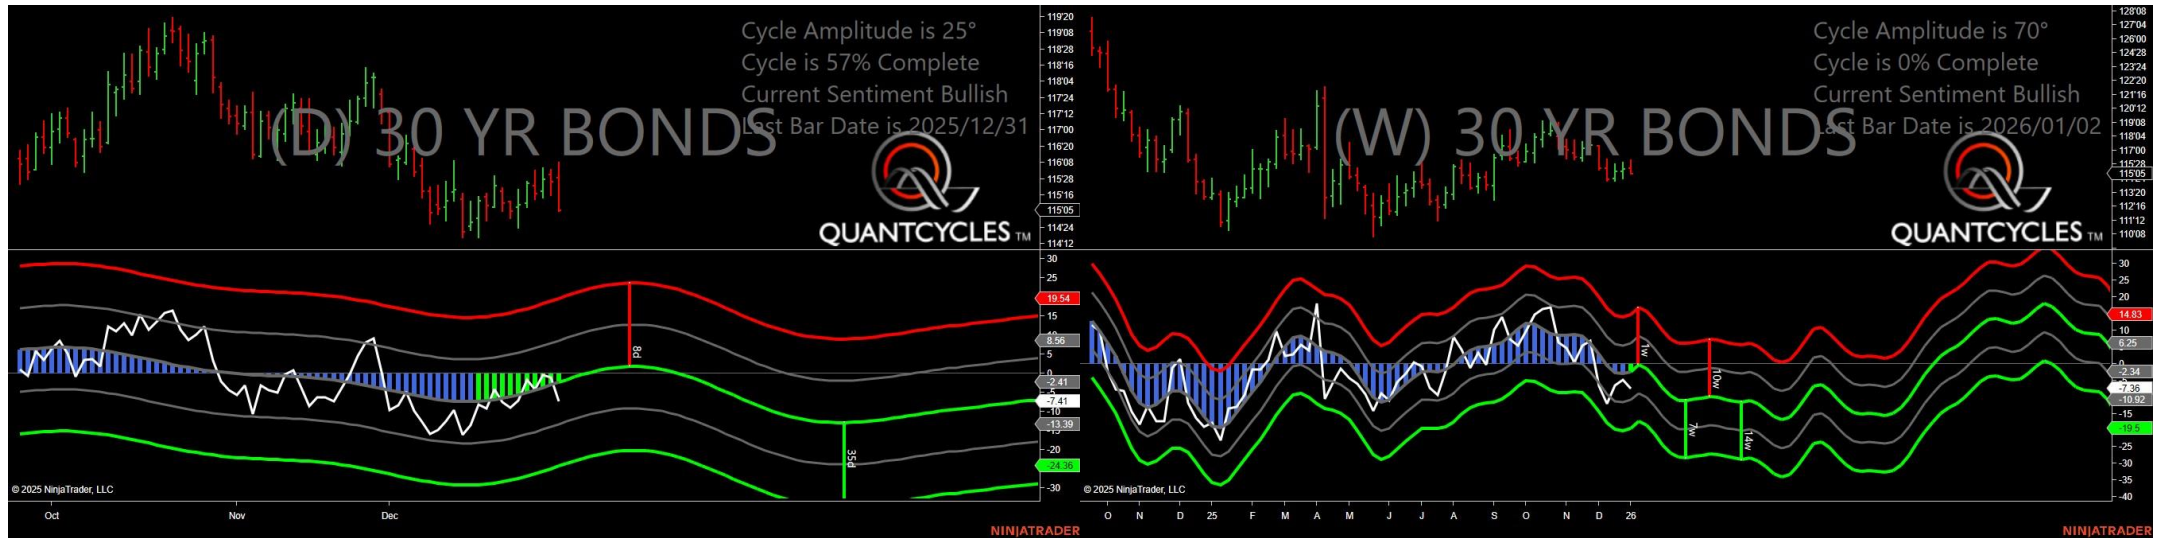 Cycle Amplitude is 25°
Cycle is 57% Complete
Current Sentiment Bullish
Last Bar Date is 2025/12/31
(D) 30 YR BONDS
QUANTCYCLES TM
119'20
119'08
118'28
118'16
118'04
117'24
117'12
117'00
116'20
116'08
115'28
115'16
115'05
114'24
114'12
30
25
19.54
15
8.56
5
0
-2.41
-7.41
-10
-13.39
-20
-24.36
-30
8d
35d
© 2025 NinjaTrader, LLC
Oct
Nov
Dec
NINJATRADER
Cycle Amplitude is 70°
Cycle is 0% Complete
Current Sentiment Bullish
Last Bar Date is 2026/01/02
(W) 30 YR BONDS
QUANTCYCLES TM
128'08
127'04
126'00
124'28
123'24
122'20
121'16
120'12
119'08
118'04
117'00
115'28
115'05
113'20
112'16
111'12
110'08
30
25
20
14.83
10
6.25
-2.34
-7.36
-10.92
-15
-19.5
-25
-30
-35
-40
1w
10w
7w
14w
© 2025 NinjaTrader, LLC
O
N
D
25
F
M
A
M
J
J
A
S
O
N
D
26
NINJATRADER